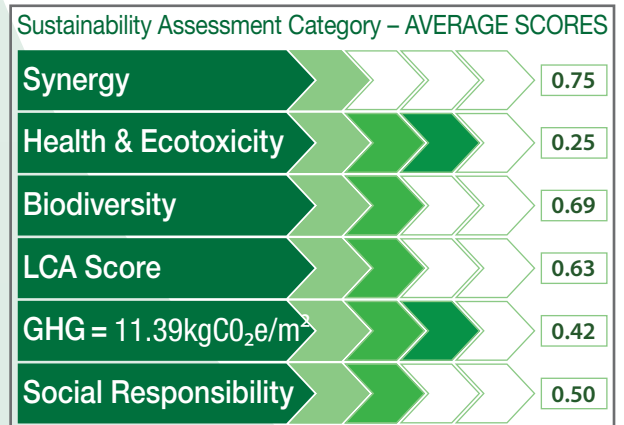 Sustainability Assessment Category – AVERAGE SCORES
Synergy 0.75
Health & Ecotoxicity 0.25
Biodiversity 0.69
LCA Score 0.63
GHG = 11.39kgC0₂e/m² 0.42
Social Responsibility 0.50